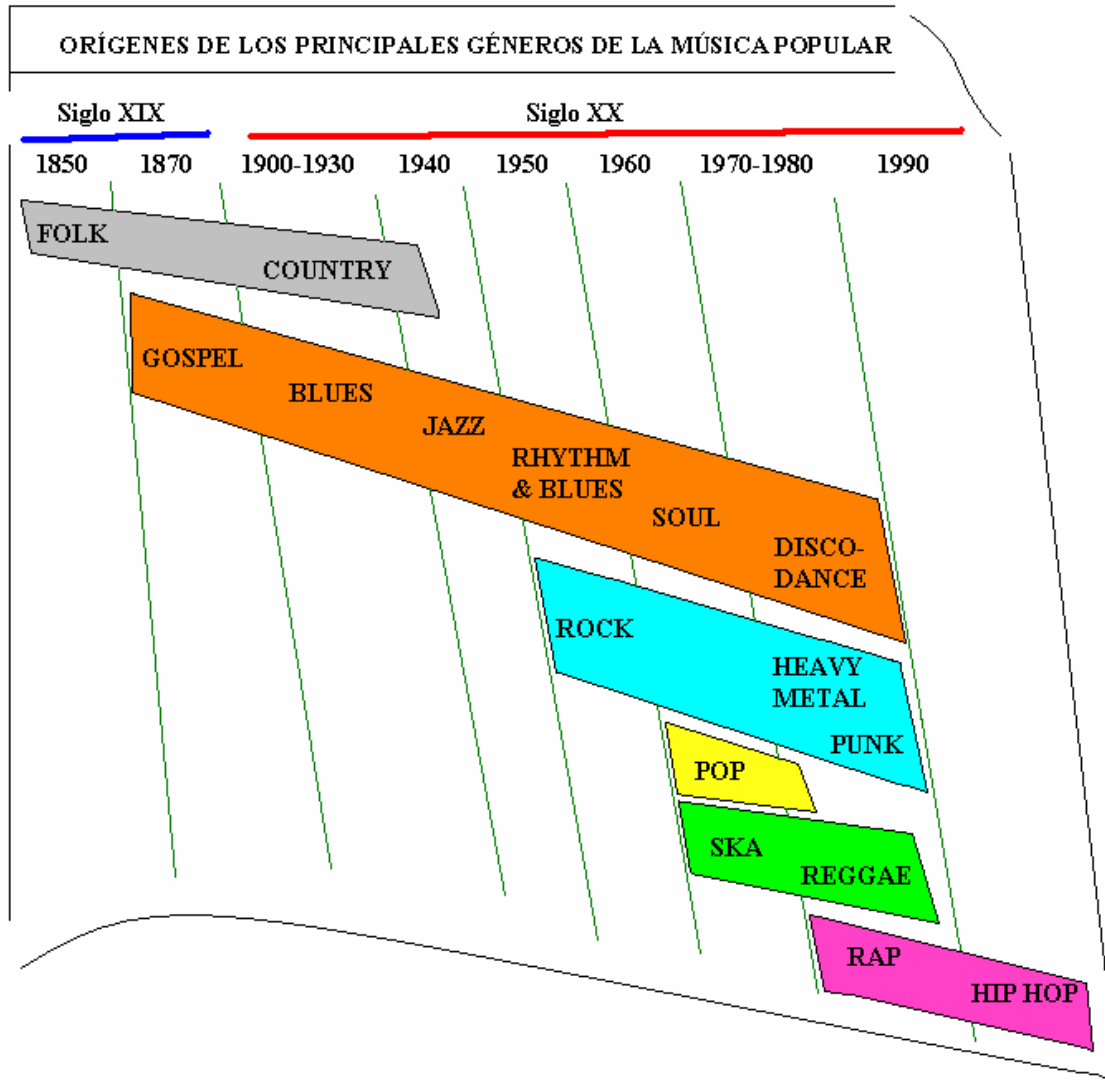 ORÍGENES DE LOS PRINCIPALES GÉNEROS DE LA MÚSICA POPULAR
Siglo XIX
Siglo XX
1850
1870
1900-1930
1940
1950
1960
1970-1980
1990
FOLK
COUNTRY
GOSPEL
BLUES
JAZZ
RHYTHM
& BLUES
SOUL
DISCO-
DANCE
ROCK
HEAVY
METAL
PUNK
POP
SKA
REGGAE
RAP
HIP HOP